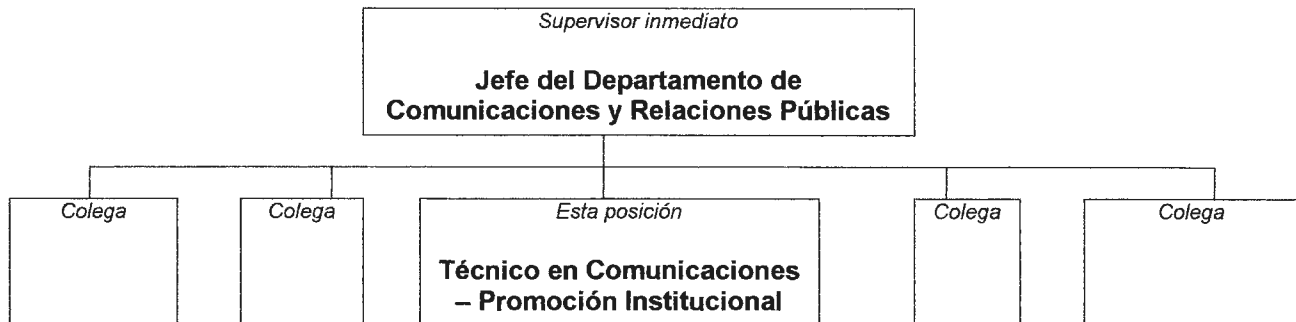 Supervisor inmediato
Jefe del Departamento de
Comunicaciones y Relaciones Públicas
Colega
Colega
Esta posición
Técnico en Comunicaciones
– Promoción Institucional
Colega
Colega